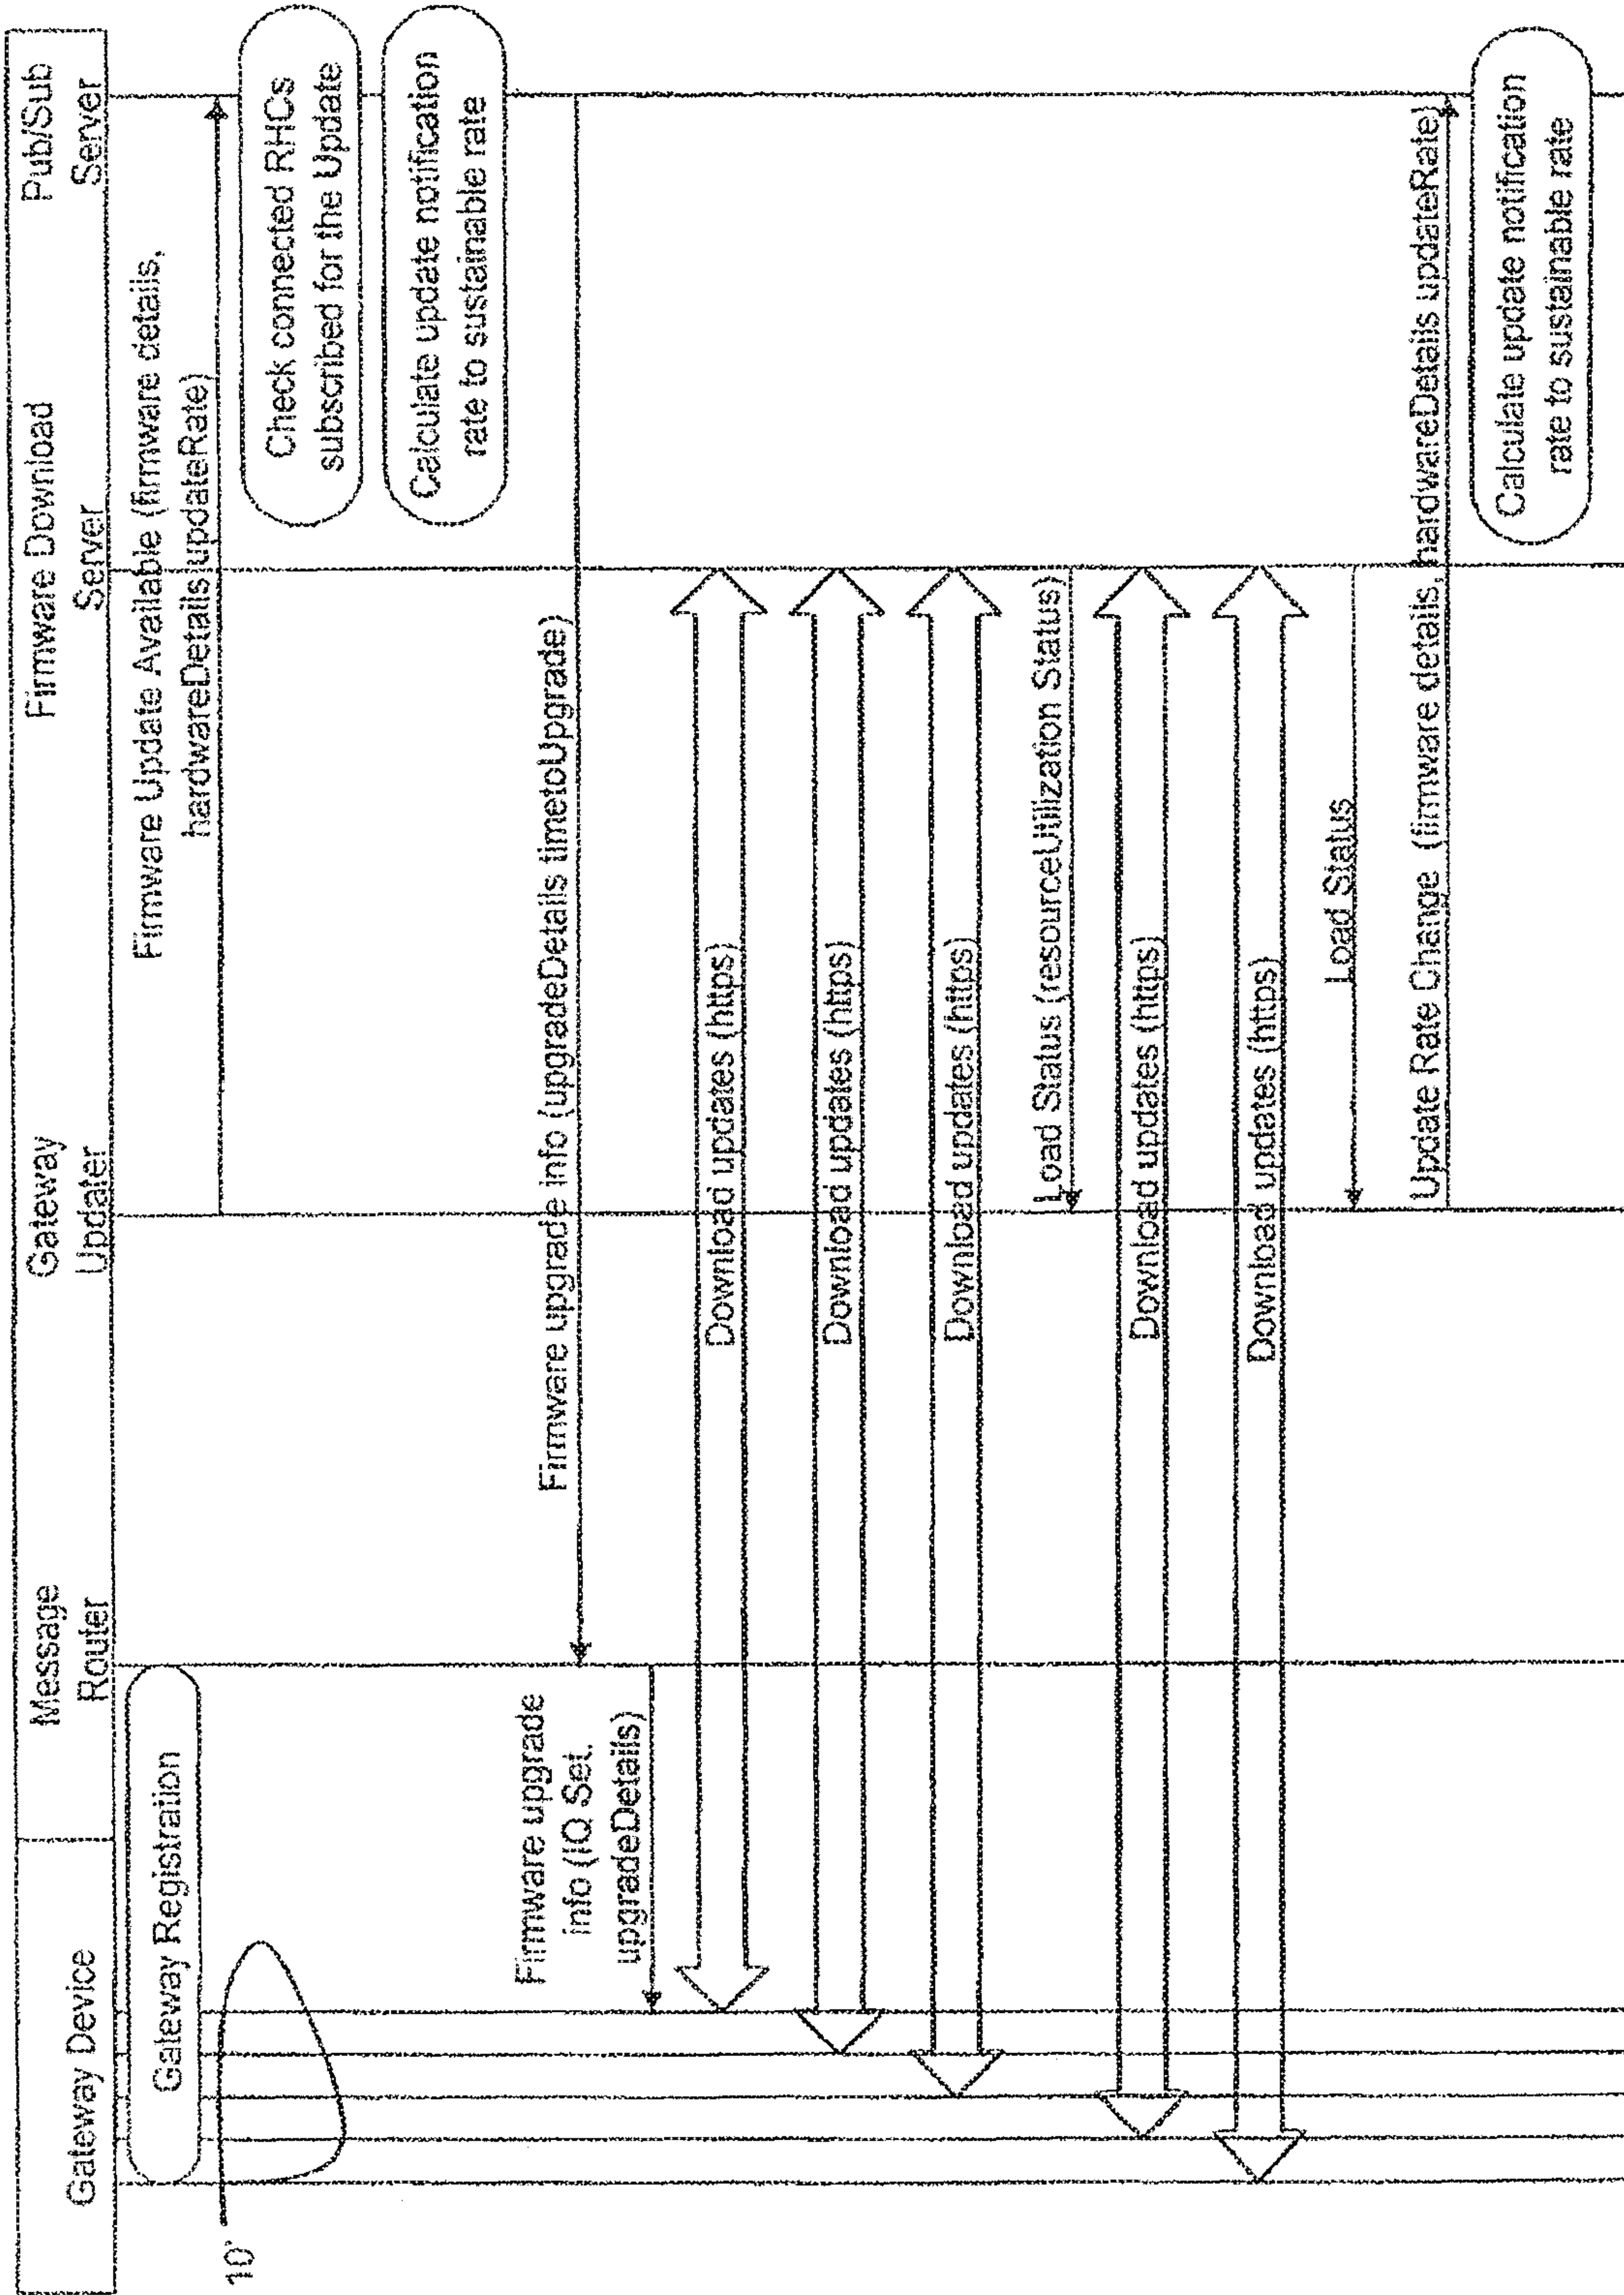 Gateway Device
Message
Router
Gateway
Updater
Firmware Download
Server
Pub/Sub
Server
Gateway Registration
10'
Firmware Update Available (firmware details,
hardwareDetails updateRate)
Check connected RHCs
subscribed for the Update
Calculate update notification
rate to sustainable rate
Firmware upgrade info (upgradeDetails timetoUpgrade)
Firmware upgrade
info (IQ Set.
upgradeDetails)
Download updates (https)
Download updates (https)
Download updates (https)
Load Status (resourceUtilization Status)
Download updates (https)
Download updates (https)
Load Status
Update Rate Change (firmware details, hardwareDetails updateRate)
Calculate update notification
rate to sustainable rate